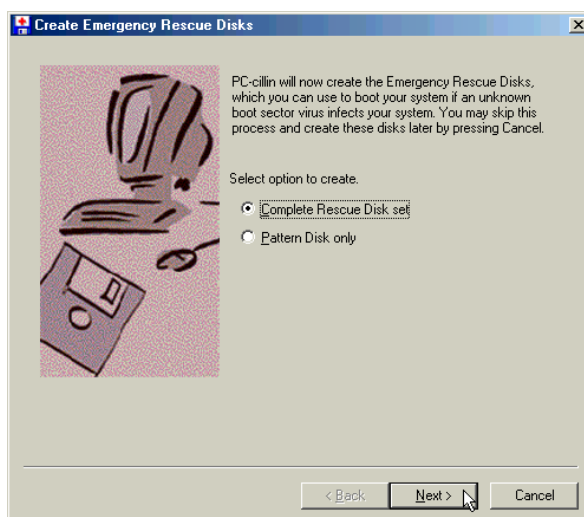 Create Emergency Rescue Disks
PC-cillin will now create the Emergency Rescue Disks,
which you can use to boot your system if an unknown
boot sector virus infects your system. You may skip this
process and create these disks later by pressing Cancel.
Select option to create.
Complete Rescue Disk set
Pattern Disk only
< Back
Next >
Cancel